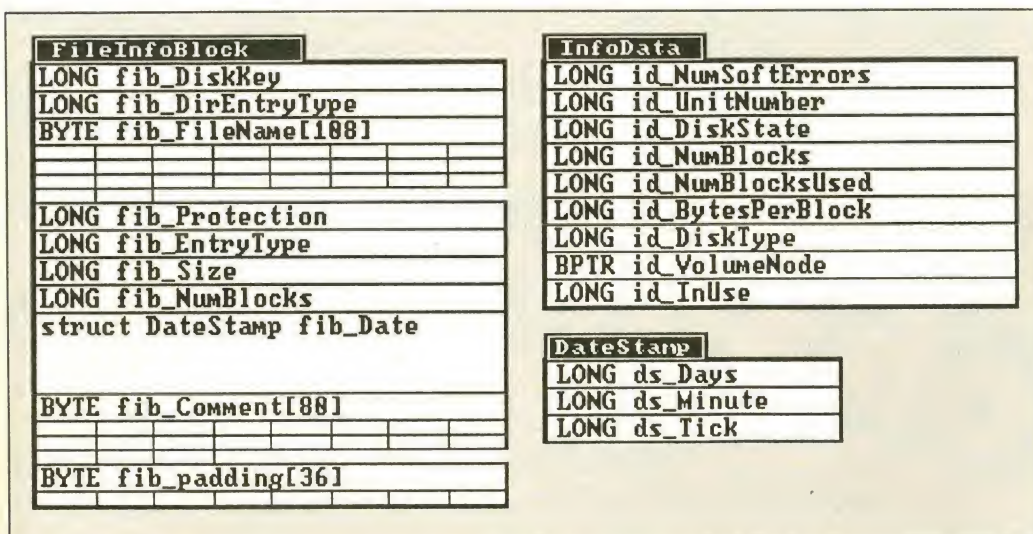 FileInfoBlock
LONG fib_DiskKey
LONG fib_DirEntryType
BYTE fib_FileName[108]
LONG fib_Protection
LONG fib_EntryType
LONG fib_Size
LONG fib_NumBlocks
struct DateStamp fib_Date
BYTE fib_Comment[80]
BYTE fib_padding[36]
InfoData
LONG id_NumSoftErrors
LONG id_UnitNumber
LONG id_DiskState
LONG id_NumBlocks
LONG id_NumBlocksUsed
LONG id_BytesPerBlock
LONG id_DiskType
BPTR id_VolumeNode
LONG id_InUse
DateStamp
LONG ds_Days
LONG ds_Minute
LONG ds_Tick